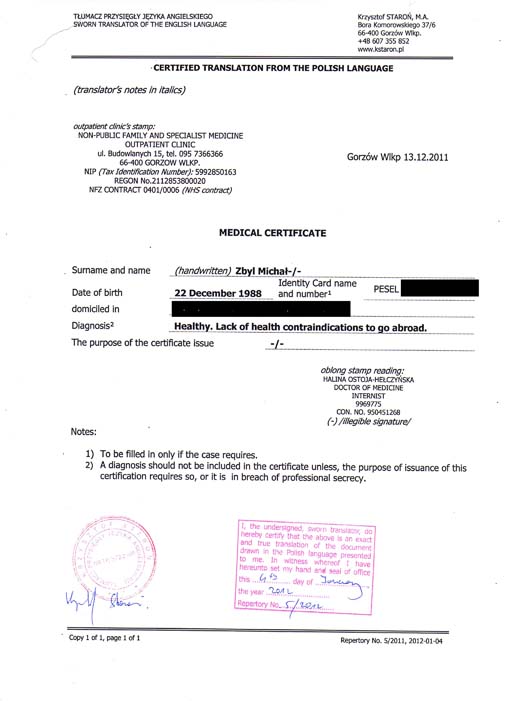 TŁUMACZ PRZYSIĘGŁY JĘZYKA ANGIELSKIEGO
SWORN TRANSLATOR OF THE ENGLISH LANGUAGE
Krzysztof STAROŃ, M.A.
Bora Komorowskiego 37/6
66-400 Gorzów Wlkp.
+48 607 355 852
www.kstaron.pl
CERTIFIED TRANSLATION FROM THE POLISH LANGUAGE
(translator's notes in italics)
outpatient clinic's stamp:
NON-PUBLIC FAMILY AND SPECIALIST MEDICINE
OUTPATIENT CLINIC
ul. Budowlanych 15, tel. 095 7366366
66-400 GORZOW WLKP.
NIP (Tax Identification Number): 5992850163
REGON No.2112853800020
NFZ CONTRACT 0401/0006 (NHS contract)
Gorzów Wlkp 13.12.2011
MEDICAL CERTIFICATE
Surname and name (handwritten) Zbyl Michał-/-
Date of birth 22 December 1988 Identity Card name and number¹ PESEL
domiciled in
Diagnosis² Healthy. Lack of health contraindications to go abroad.
The purpose of the certificate issue -/-
oblong stamp reading:
HALINA OSTOJA-HEŁCZYŃSKA
DOCTOR OF MEDICINE
INTERNIST
9969775
CON. NO. 950451268
(-) /illegible signature/
Notes:
1) To be filled in only if the case requires.
2) A diagnosis should not be included in the certificate unless, the purpose of issuance of this
certification requires so, or it is in breach of professional secrecy.
I, the undersigned, sworn translator, do
hereby certify that the above is an exact
and true translation of the document
drawn in the Polish language presented
to me. In witness whereof I have
hereunto set my hand and seal of office
this 4th day of January
the year 2012
Repertory No. 5/2012
Copy 1 of 1, page 1 of 1
Repertory No. 5/2011, 2012-01-04